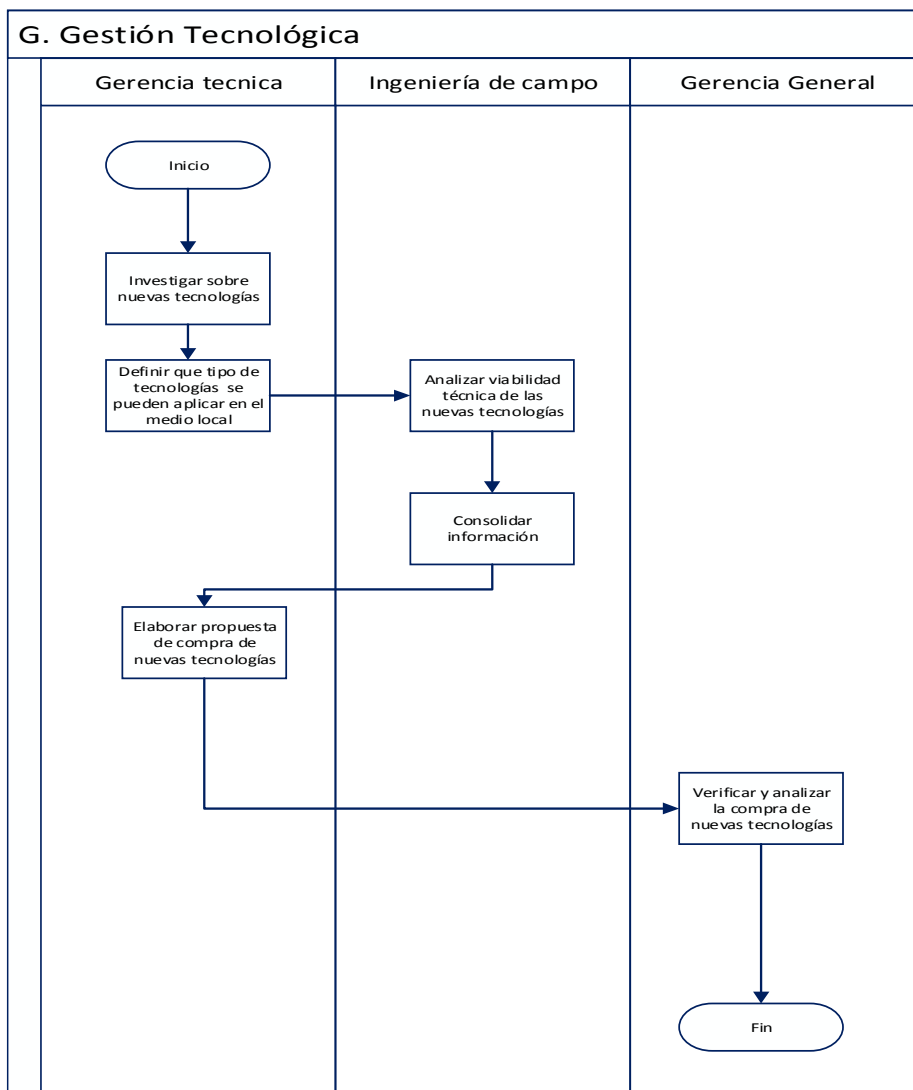 G. Gestión Tecnológica
Gerencia tecnica
Ingeniería de campo
Gerencia General
Inicio
Investigar sobre
nuevas tecnologías
Definir que tipo de
tecnologías se
pueden aplicar en el
medio local
Analizar viabilidad
técnica de las
nuevas tecnologías
Consolidar
información
Elaborar propuesta
de compra de
nuevas tecnologías
Verificar y analizar
la compra de
nuevas tecnologías
Fin